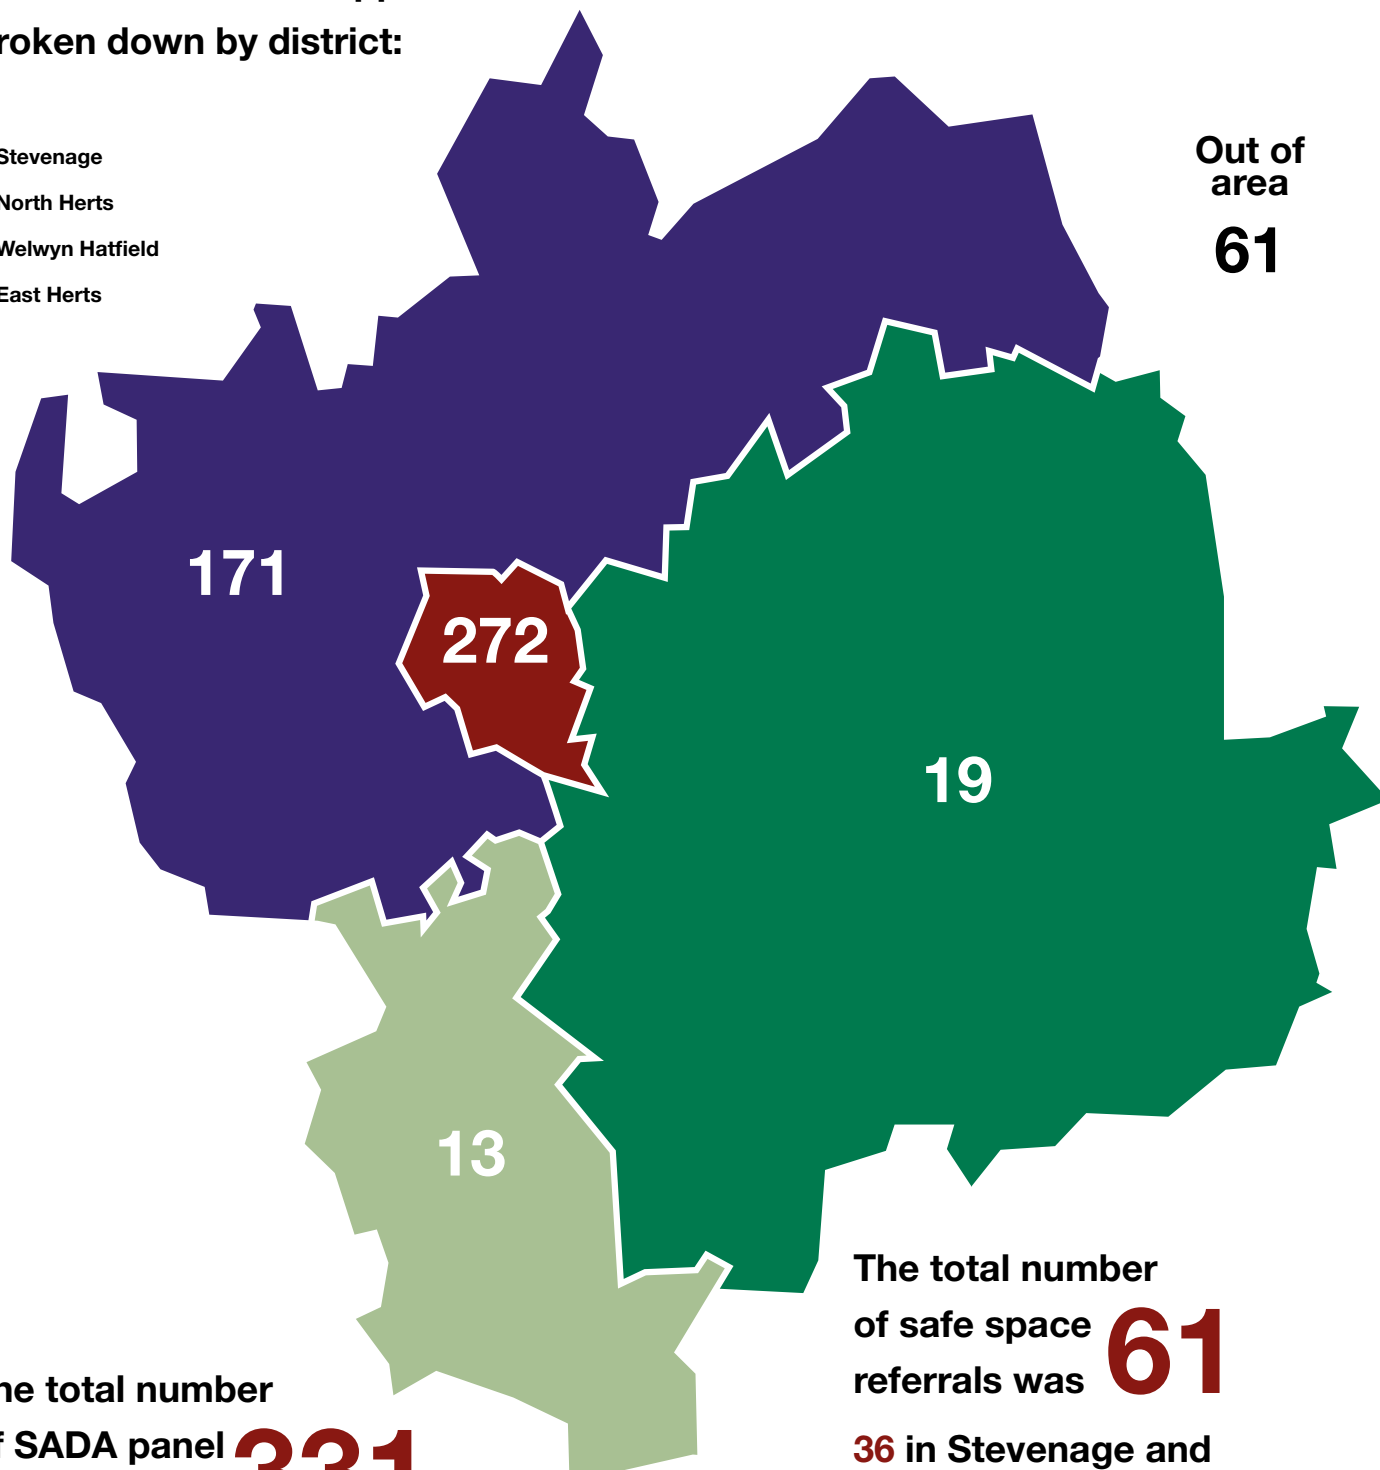 roken down by district:
Stevenage
North Herts
Welwyn Hatfield
East Herts
Out of
area
61
171
272
19
13
The total number
of safe space
referrals was 61
36 in Stevenage and
he total number
f SADA panel 331